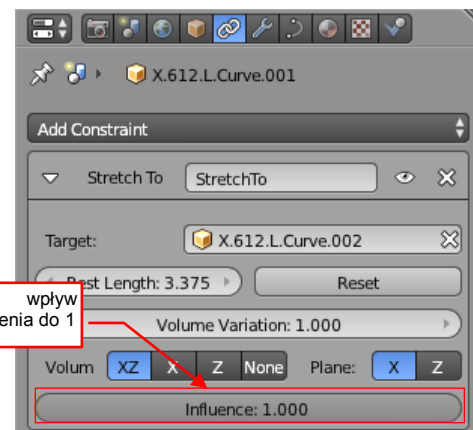 X.612.L.Curve.001
Add Constraint
Stretch To StretchTo
Target: X.612.L.Curve.002
Rest Length: 3.375 Reset
wpływ
enia do 1
Volume Variation: 1.000
Volum XZ X Z None Plane: X Z
Influence: 1.000